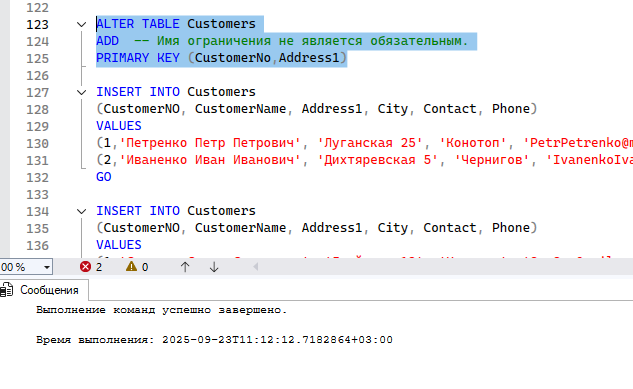 122
123 ALTER TABLE Customers
124 ADD -- Имя ограничения не является обязательным.
125 PRIMARY KEY (CustomerNo,Address1)
126
127 INSERT INTO Customers
128 (CustomerNO, CustomerName, Address1, City, Contact, Phone)
129 VALUES
130 (1,'Петренко Петр Петрович', 'Луганская 25', 'Конотоп', 'PetrPetrenko@m
131 (2,'Иваненко Иван Иванович', 'Дихтяревская 5', 'Чернигов', 'IvanenkoIva
132 GO
133
134 INSERT INTO Customers
135 (CustomerNO, CustomerName, Address1, City, Contact, Phone)
136 VALUES
00 % 2 0
Сообщения
Выполнение команд успешно завершено.
Время выполнения: 2025-09-23T11:12:12.7182864+03:00